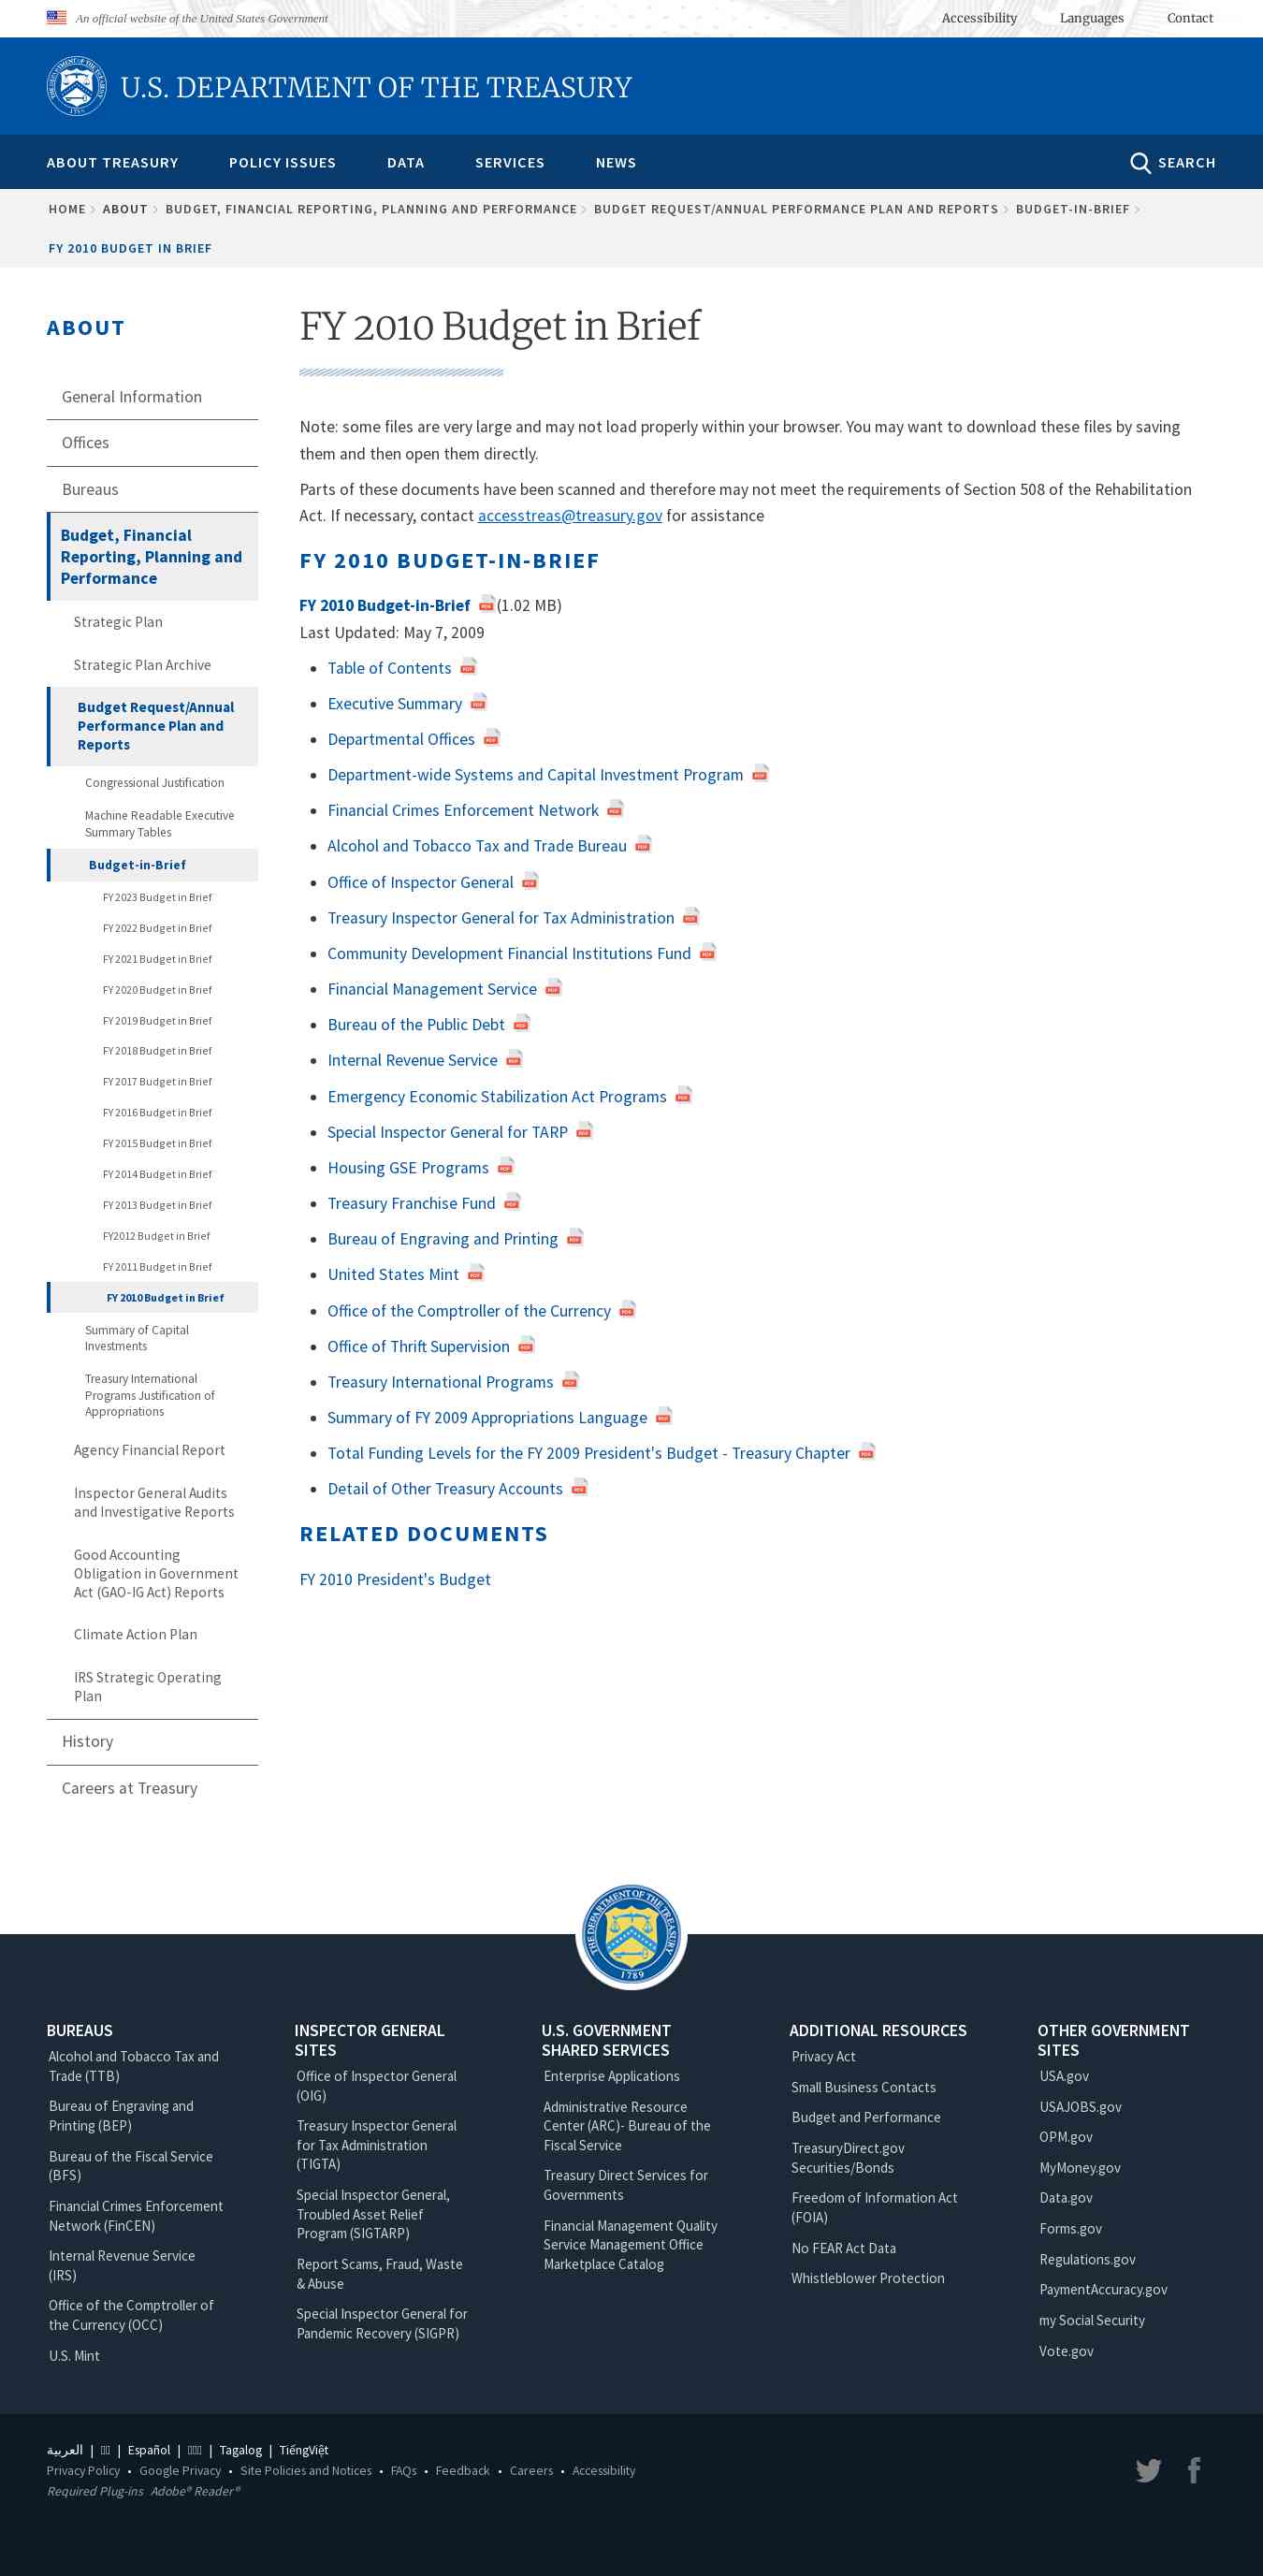 An official website of the United States Government
Accessibility Languages Contact
U.S. DEPARTMENT OF THE TREASURY
ABOUT TREASURY POLICY ISSUES DATA SERVICES NEWS SEARCH
HOME ABOUT BUDGET, FINANCIAL REPORTING, PLANNING AND PERFORMANCE BUDGET REQUEST/ANNUAL PERFORMANCE PLAN AND REPORTS BUDGET-IN-BRIEF
FY 2010 BUDGET IN BRIEF
ABOUT
General Information
Offices
Bureaus
Budget, Financial
Reporting, Planning and
Performance
Strategic Plan
Strategic Plan Archive
Budget Request/Annual
Performance Plan and
Reports
Congressional Justification
Machine Readable Executive
Summary Tables
Budget-in-Brief
FY 2023 Budget in Brief
FY 2022 Budget in Brief
FY 2021 Budget in Brief
FY 2020 Budget in Brief
FY 2019 Budget in Brief
FY 2018 Budget in Brief
FY 2017 Budget in Brief
FY 2016 Budget in Brief
FY 2015 Budget in Brief
FY 2014 Budget in Brief
FY 2013 Budget in Brief
FY2012 Budget in Brief
FY 2011 Budget in Brief
FY 2010 Budget in Brief
Summary of Capital
Investments
Treasury International
Programs Justification of
Appropriations
Agency Financial Report
Inspector General Audits
and Investigative Reports
Good Accounting
Obligation in Government
Act (GAO-IG Act) Reports
Climate Action Plan
IRS Strategic Operating
Plan
History
Careers at Treasury
FY 2010 Budget in Brief
Note: some files are very large and may not load properly within your browser. You may want to download these files by saving
them and then open them directly.
Parts of these documents have been scanned and therefore may not meet the requirements of Section 508 of the Rehabilitation
Act. If necessary, contact accesstreas@treasury.gov for assistance
FY 2010 BUDGET-IN-BRIEF
FY 2010 Budget-in-Brief (1.02 MB)
Last Updated: May 7, 2009
Table of Contents
Executive Summary
Departmental Offices
Department-wide Systems and Capital Investment Program
Financial Crimes Enforcement Network
Alcohol and Tobacco Tax and Trade Bureau
Office of Inspector General
Treasury Inspector General for Tax Administration
Community Development Financial Institutions Fund
Financial Management Service
Bureau of the Public Debt
Internal Revenue Service
Emergency Economic Stabilization Act Programs
Special Inspector General for TARP
Housing GSE Programs
Treasury Franchise Fund
Bureau of Engraving and Printing
United States Mint
Office of the Comptroller of the Currency
Office of Thrift Supervision
Treasury International Programs
Summary of FY 2009 Appropriations Language
Total Funding Levels for the FY 2009 President's Budget - Treasury Chapter
Detail of Other Treasury Accounts
RELATED DOCUMENTS
FY 2010 President's Budget
THE DEPARTMENT OF THE TREASURY
1789
BUREAUS
Alcohol and Tobacco Tax and
Trade (TTB)
Bureau of Engraving and
Printing (BEP)
Bureau of the Fiscal Service
(BFS)
Financial Crimes Enforcement
Network (FinCEN)
Internal Revenue Service
(IRS)
Office of the Comptroller of
the Currency (OCC)
U.S. Mint
INSPECTOR GENERAL
SITES
Office of Inspector General
(OIG)
Treasury Inspector General
for Tax Administration
(TIGTA)
Special Inspector General,
Troubled Asset Relief
Program (SIGTARP)
Report Scams, Fraud, Waste
& Abuse
Special Inspector General for
Pandemic Recovery (SIGPR)
U.S. GOVERNMENT
SHARED SERVICES
Enterprise Applications
Administrative Resource
Center (ARC)- Bureau of the
Fiscal Service
Treasury Direct Services for
Governments
Financial Management Quality
Service Management Office
Marketplace Catalog
ADDITIONAL RESOURCES
Privacy Act
Small Business Contacts
Budget and Performance
TreasuryDirect.gov
Securities/Bonds
Freedom of Information Act
(FOIA)
No FEAR Act Data
Whistleblower Protection
OTHER GOVERNMENT
SITES
USA.gov
USAJOBS.gov
OPM.gov
MyMoney.gov
Data.gov
Forms.gov
Regulations.gov
PaymentAccuracy.gov
my Social Security
Vote.gov
العربية | | Español | | Tagalog | TiếngViệt
Privacy Policy • Google Privacy • Site Policies and Notices • FAQs • Feedback • Careers • Accessibility
Required Plug-ins Adobe® Reader®